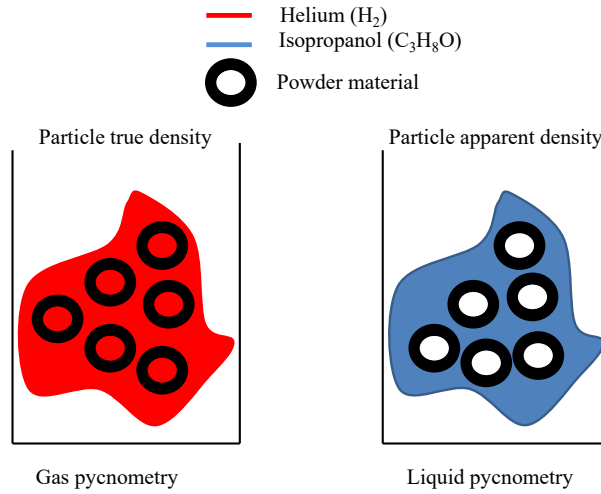 Helium (H₂)
Isopropanol (C₃H₈O)
Powder material
Particle true density
Particle apparent density
Gas pycnometry
Liquid pycnometry